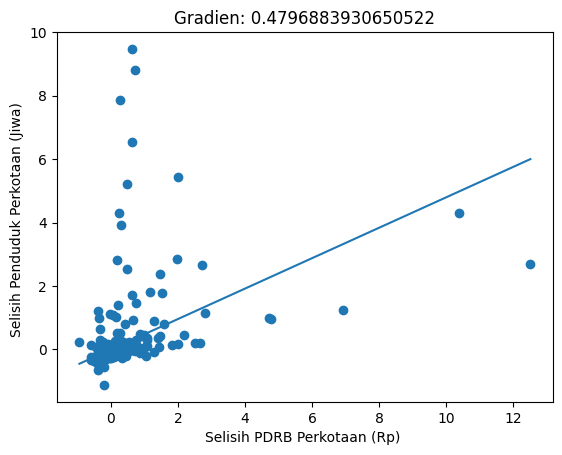 Gradien: 0.4796883930650522
10
8
6
4
2
0
Selisih Penduduk Perkotaan (Jiwa)
0 2 4 6 8 10 12
Selisih PDRB Perkotaan (Rp)